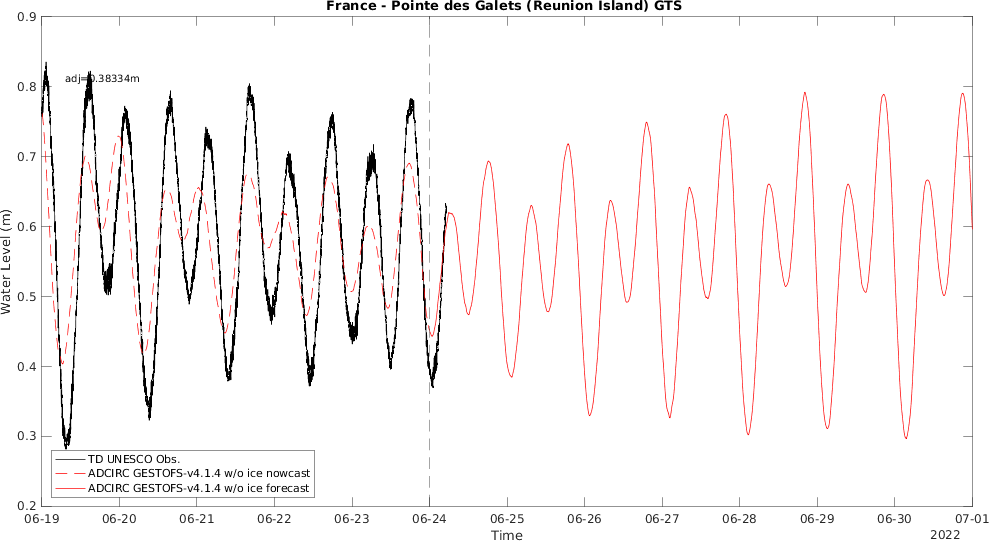 France - Pointe des Galets (Reunion Island) GTS
0.9
0.8
0.7
0.6
0.5
0.4
0.3
0.2
Water Level (m)
adj=0.38334m
TD UNESCO Obs.
ADCIRC GESTOFS-v4.1.4 w/o ice nowcast
ADCIRC GESTOFS-v4.1.4 w/o ice forecast
06-19 06-20 06-21 06-22 06-23 06-24 06-25 06-26 06-27 06-28 06-29 06-30 07-01
Time
2022